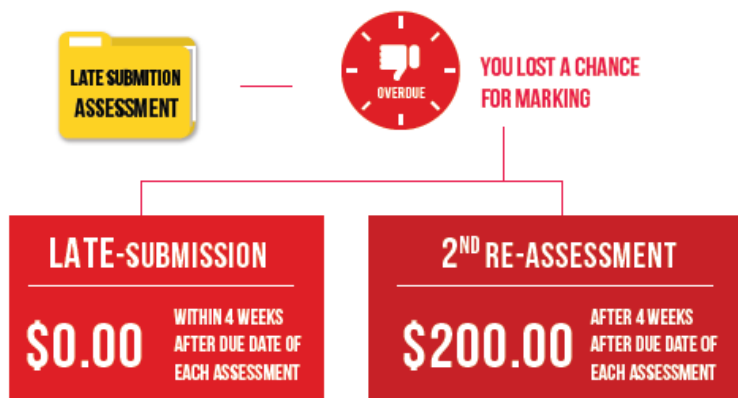 LATE SUBMITION
ASSESSMENT
OVERDUE
YOU LOST A CHANCE
FOR MARKING
LATE-SUBMISSION
$0.00
WITHIN 4 WEEKS
AFTER DUE DATE OF
EACH ASSESSMENT
2ND RE-ASSESSMENT
$200.00
AFTER 4 WEEKS
AFTER DUE DATE OF
EACH ASSESSMENT